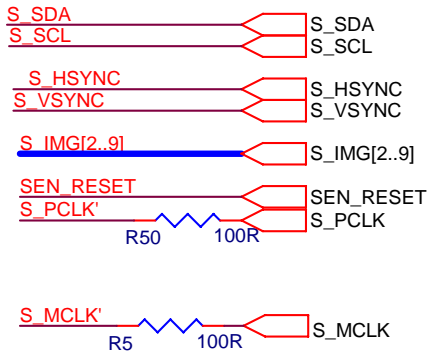 S_SDA S_SDA
S_SCL S_SCL
S_HSYNC S_HSYNC
S_VSYNC S_VSYNC
S_IMG[2..9] S_IMG[2..9]
SEN_RESET SEN_RESET
S_PCLK' S_PCLK
R50 100R
S_MCLK' S_MCLK
R5 100R